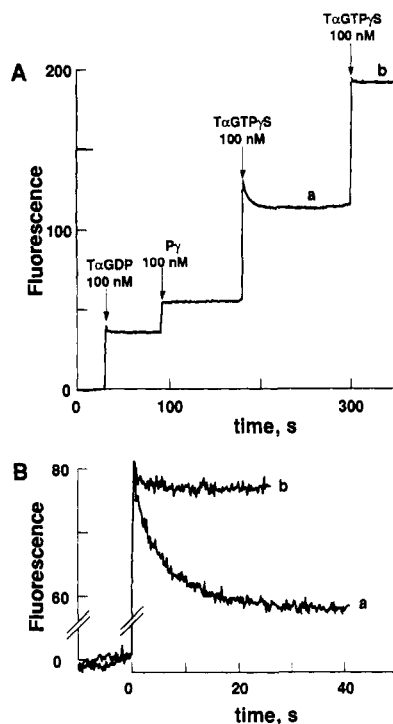 A
TαGTPγS
100 nM
b
200
TαGTPγS
100 nM
a
Pγ
100 nM
TαGDP
100 nM
100
0
Fluorescence
100
300
time, s
B
80
b
60
a
0
Fluorescence
0
20
40
time, s